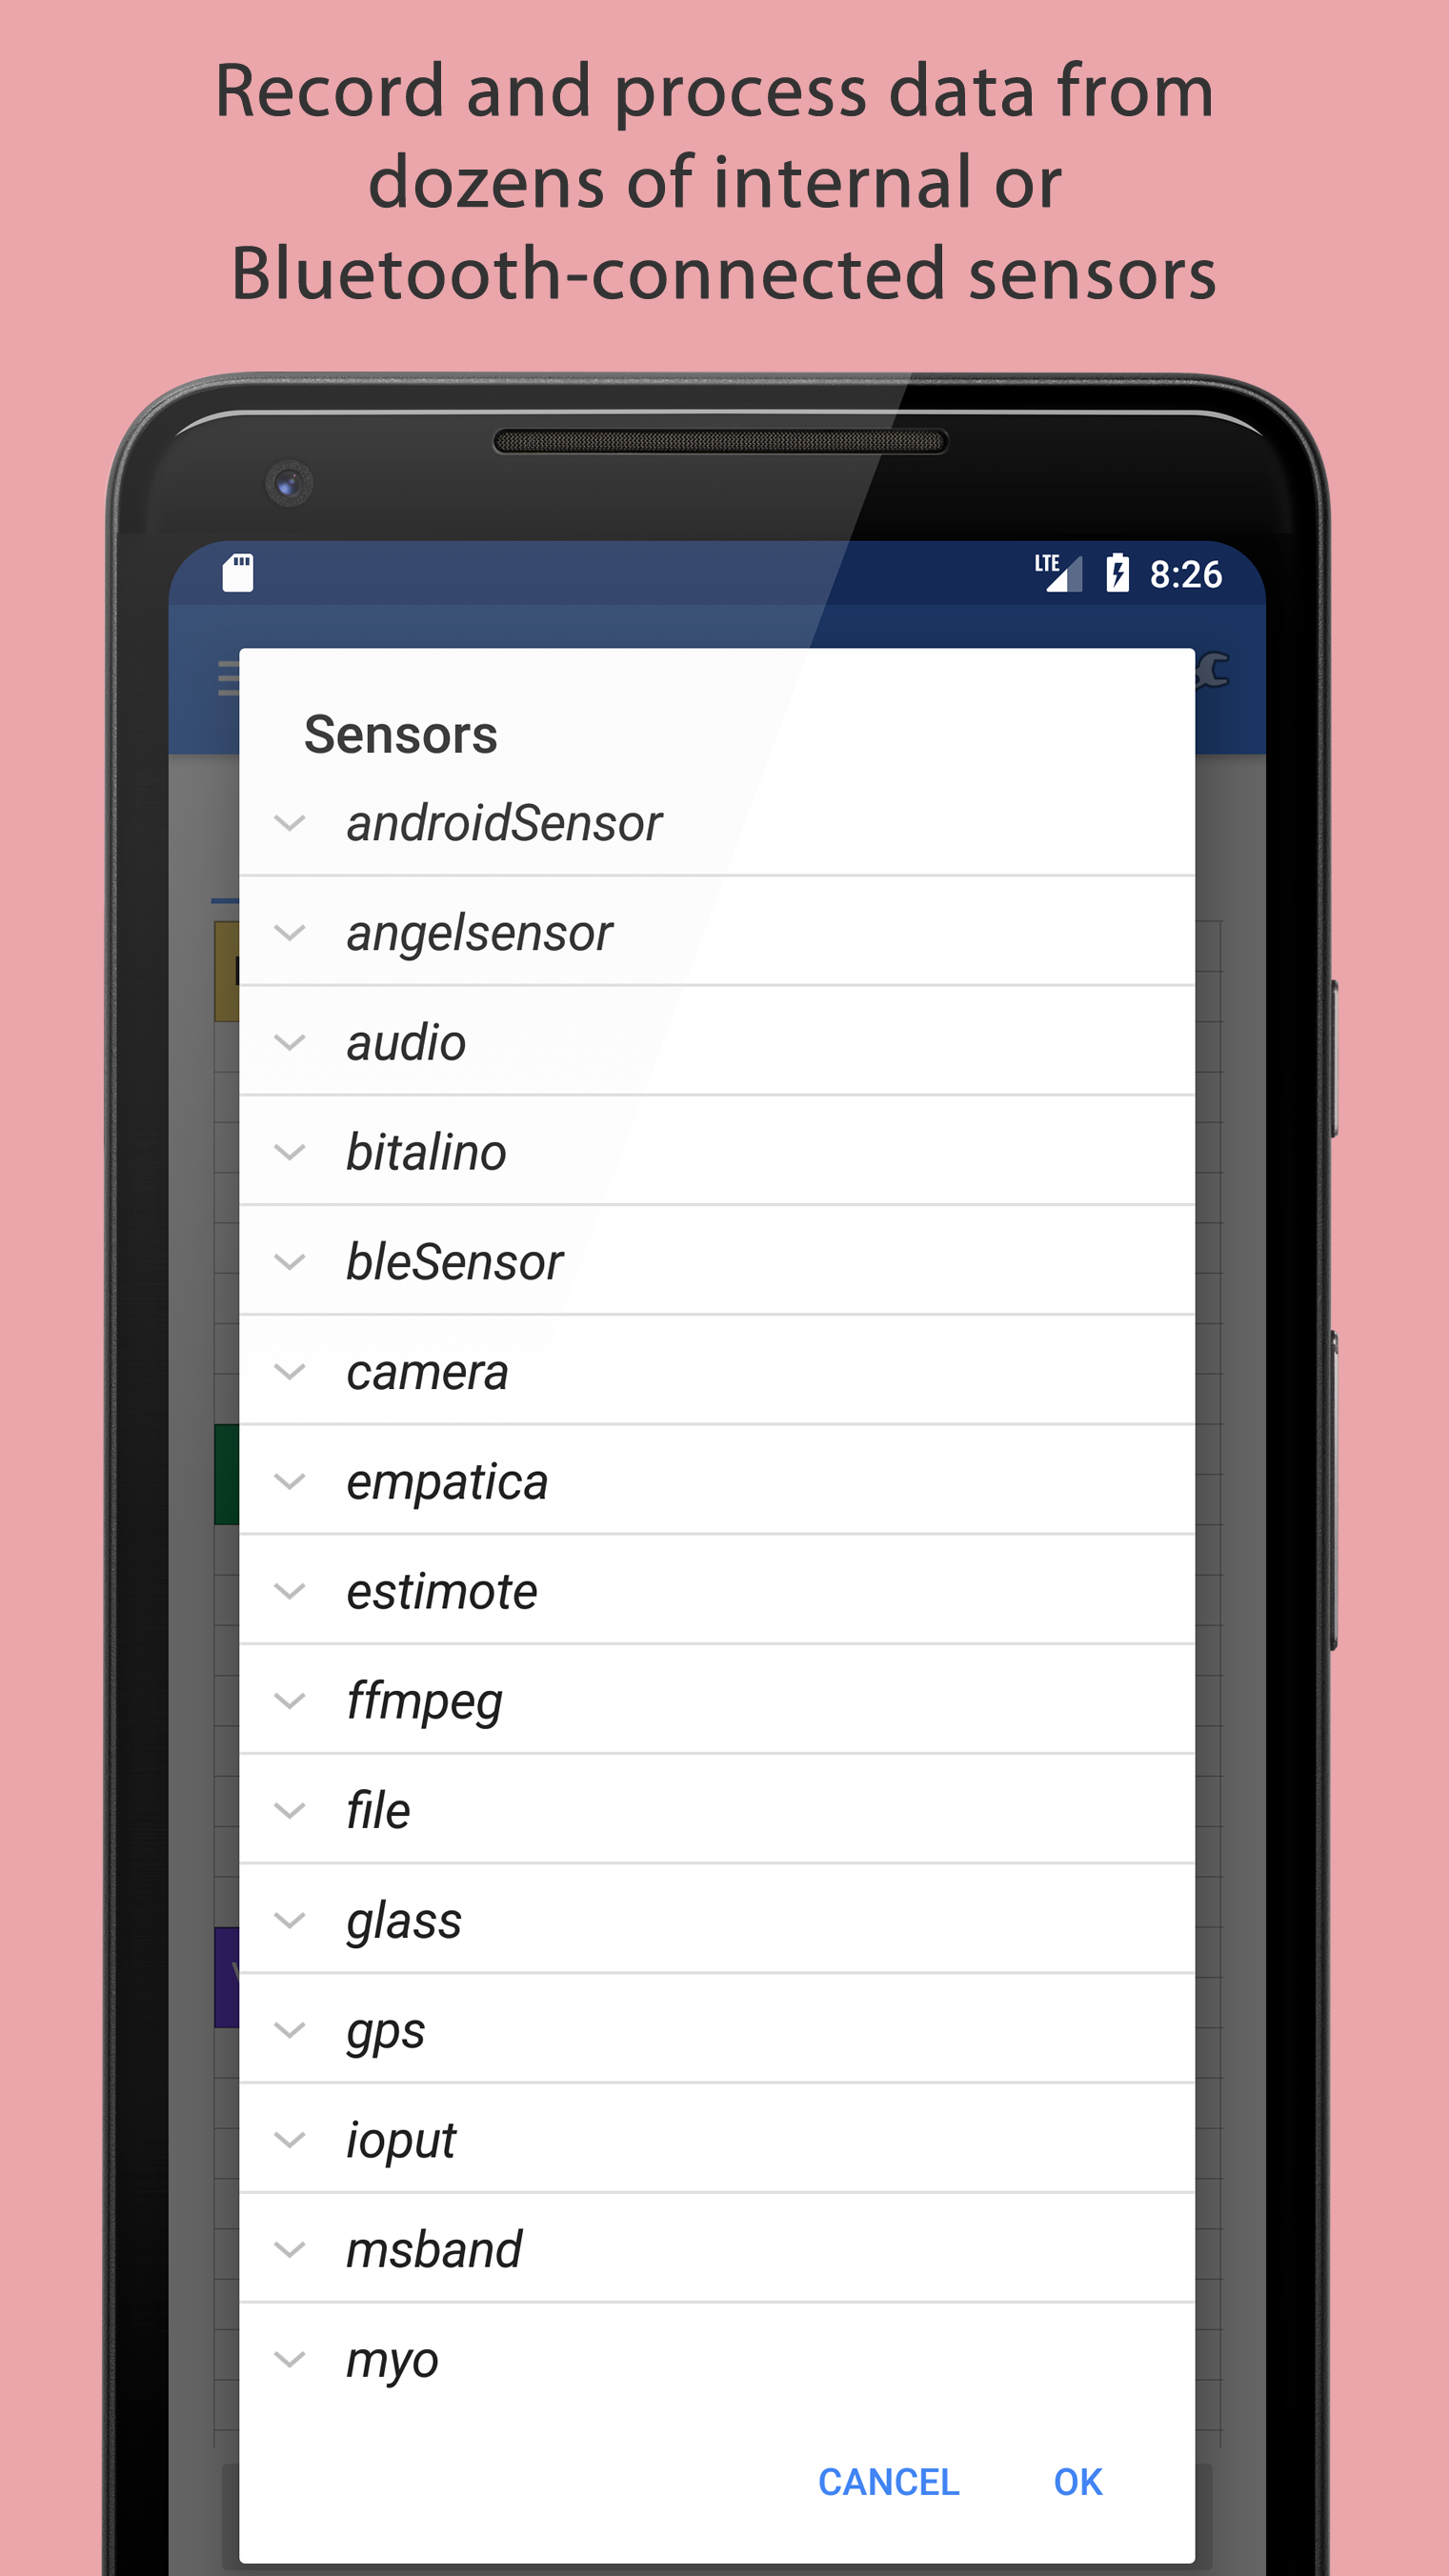 Record and process data from
dozens of internal or
Bluetooth-connected sensors
LTE 8:26
Sensors
androidSensor
angelsensor
audio
bitalino
bleSensor
camera
empatica
estimote
ffmpeg
file
glass
gps
ioput
msband
myo
CANCEL OK